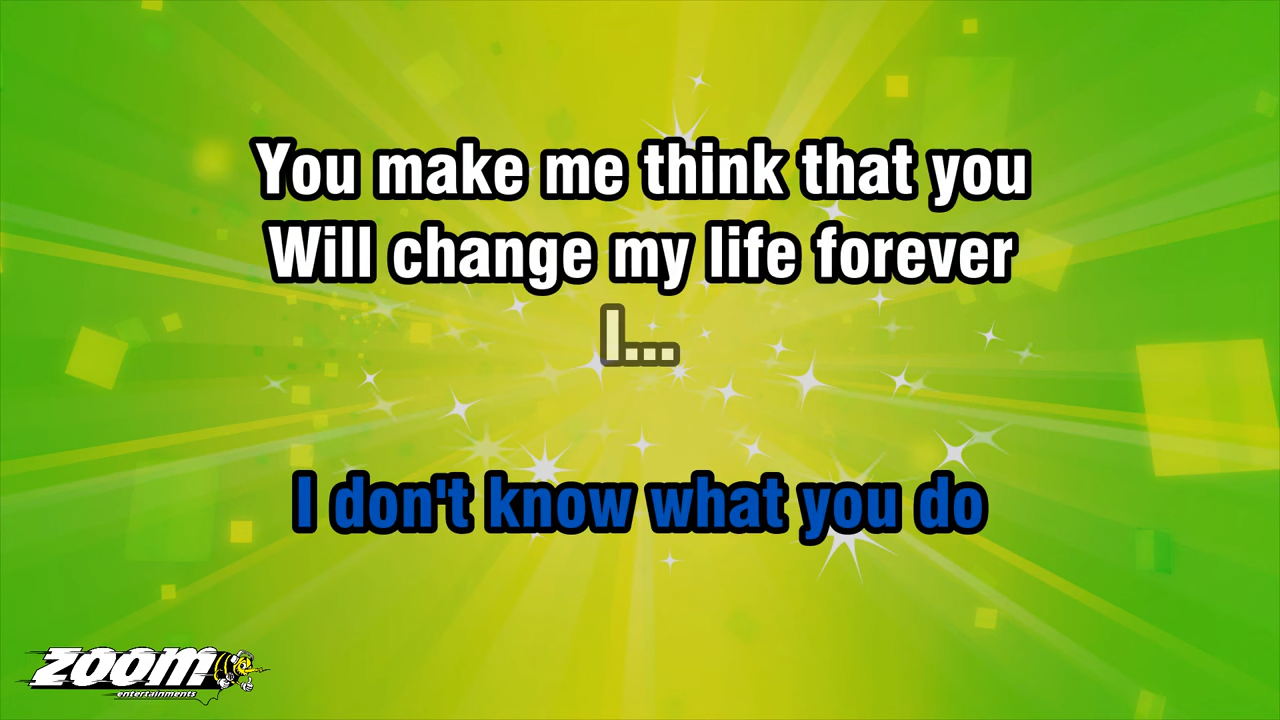 You make me think that you
Will change my life forever
I....
I don't know what you do
zoom
entertainments